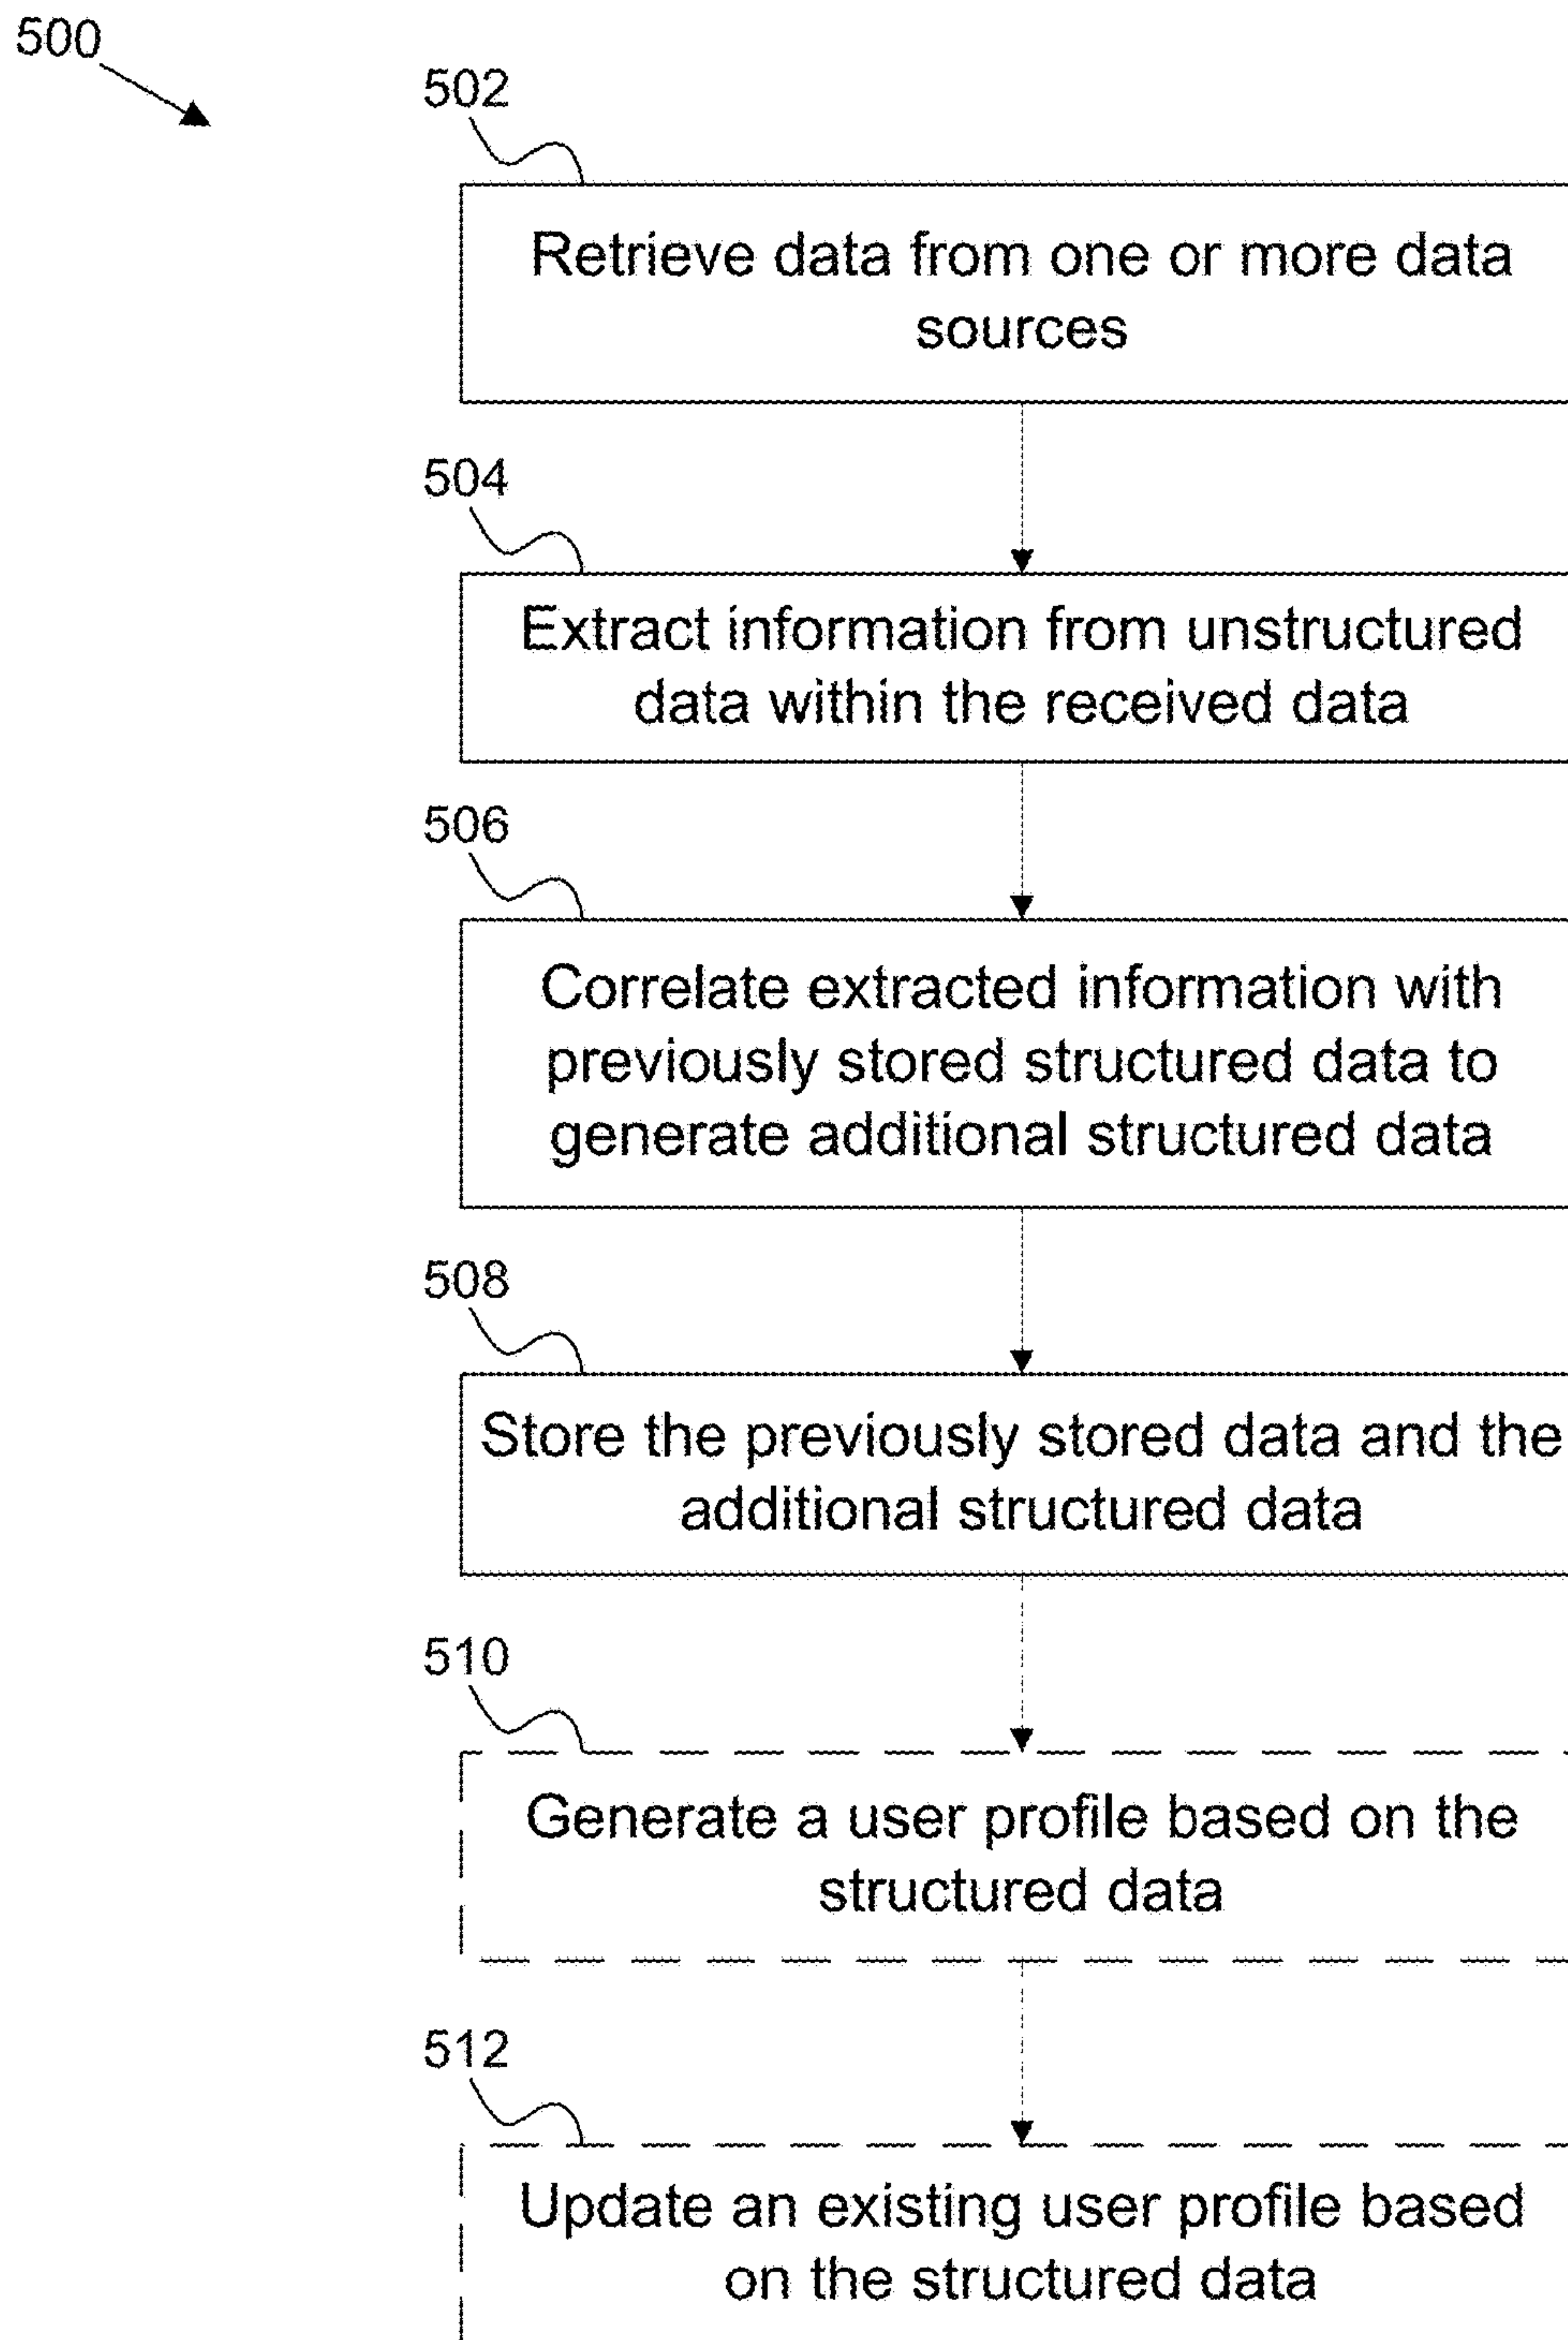 500
502
Retrieve data from one or more data
sources
504
Extract information from unstructured
data within the received data
506
Correlate extracted information with
previously stored structured data to
generate additional structured data
508
Store the previously stored data and the
additional structured data
510
Generate a user profile based on the
structured data
512
Update an existing user profile based
on the structured data